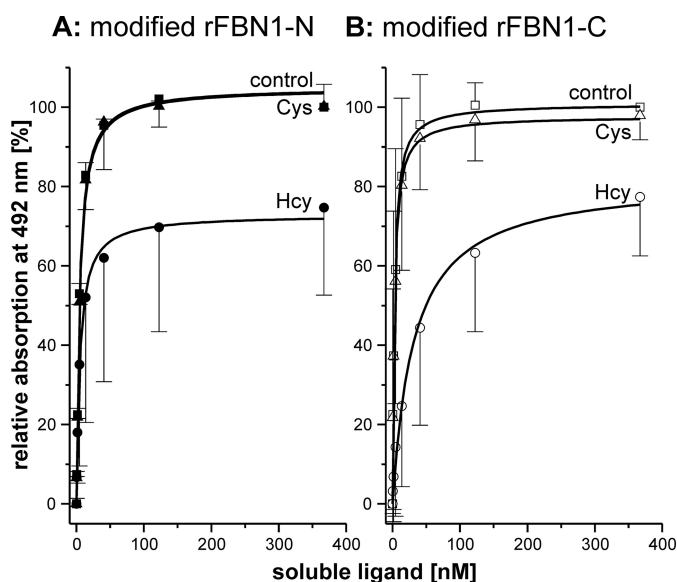 A: modified rFBN1-N
B: modified rFBN1-C
relative absorption at 492 nm [%]
100
80
60
40
20
0
control
Cys
Hcy
0
100
200
300
400
control
Cys
Hcy
0
100
200
300
400
soluble ligand [nM]